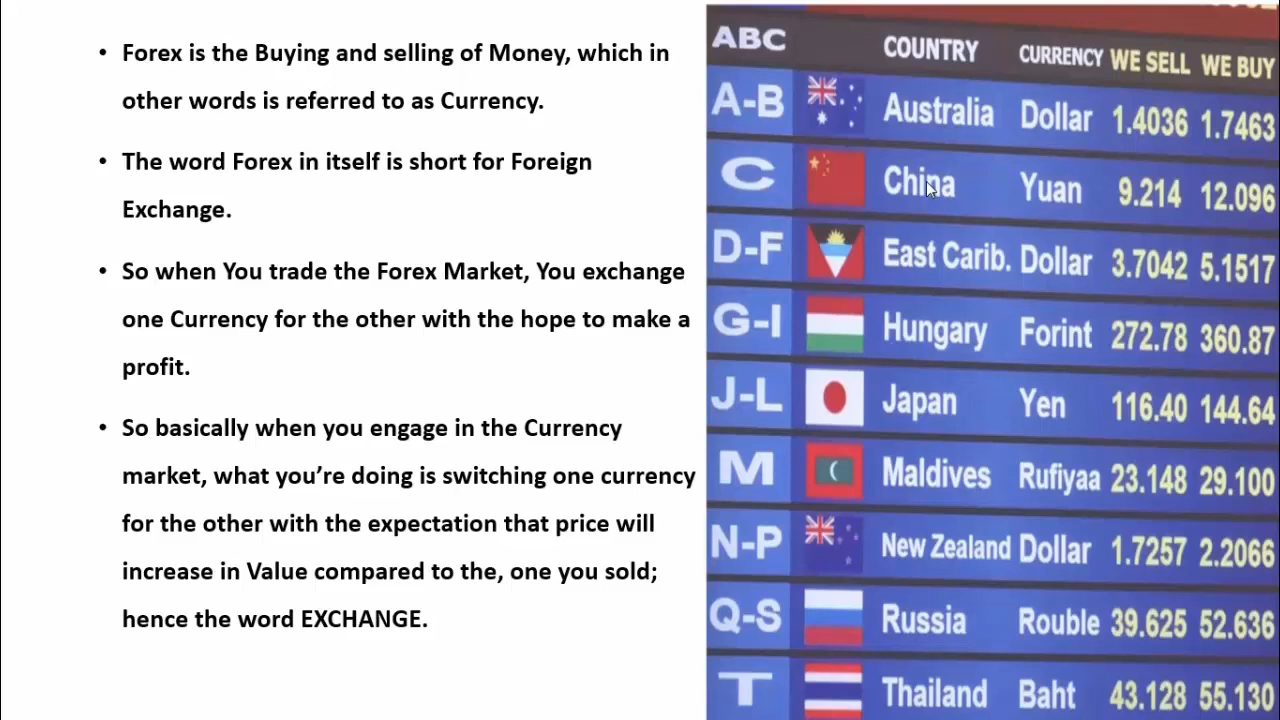 • Forex is the Buying and selling of Money, which in
other words is referred to as Currency.
• The word Forex in itself is short for Foreign
Exchange.
• So when You trade the Forex Market, You exchange
one Currency for the other with the hope to make a
profit.
• So basically when you engage in the Currency
market, what you’re doing is switching one currency
for the other with the expectation that price will
increase in Value compared to the, one you sold;
hence the word EXCHANGE.
ABC COUNTRY CURRENCY WE SELL WE BUY
A-B Australia Dollar 1.4036 1.7463
C China Yuan 9.214 12.096
D-F East Carib. Dollar 3.7042 5.1517
G-I Hungary Forint 272.78 360.87
J-L Japan Yen 116.40 144.64
M Maldives Rufiyaa 23.148 29.100
N-P New Zealand Dollar 1.7257 2.2066
Q-S Russia Rouble 39.625 52.636
T Thailand Baht 43.128 55.130